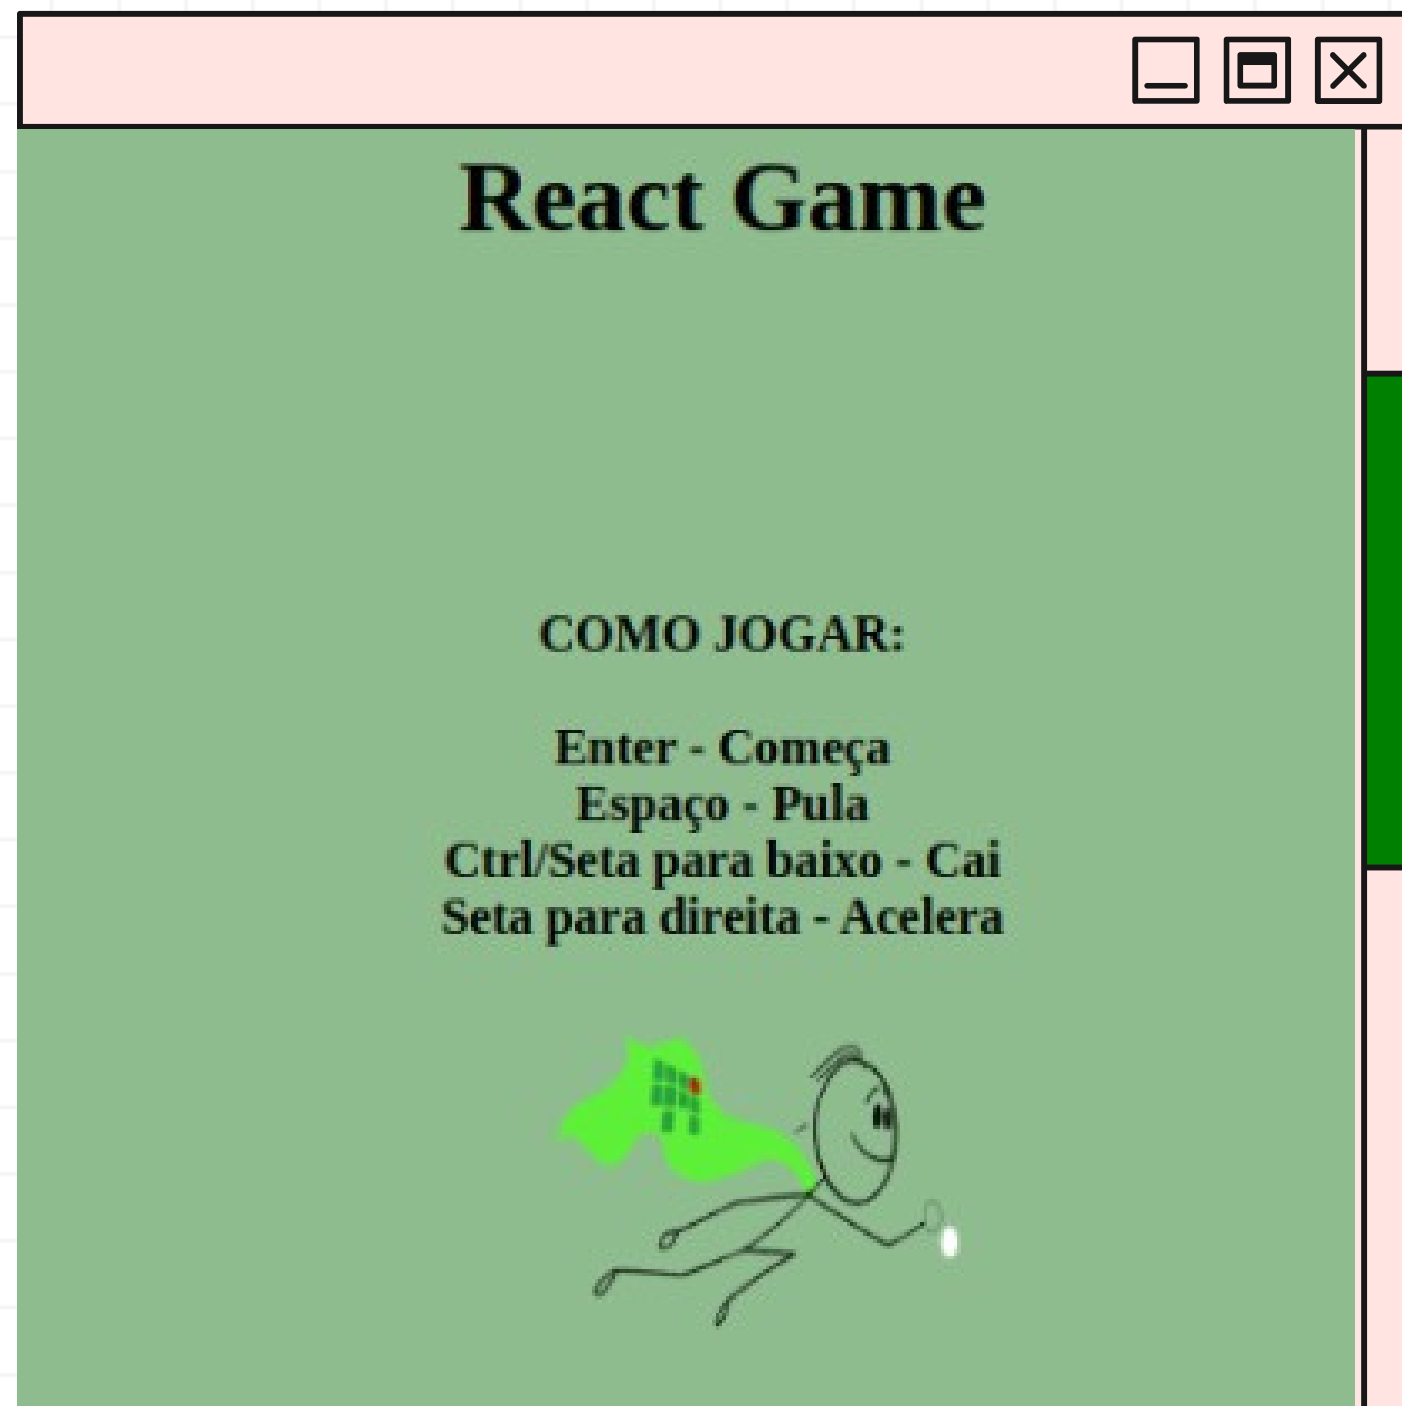 React Game
COMO JOGAR:
Enter - Começa
Espaço - Pula
Ctrl/Seta para baixo - Cai
Seta para direita - Acelera